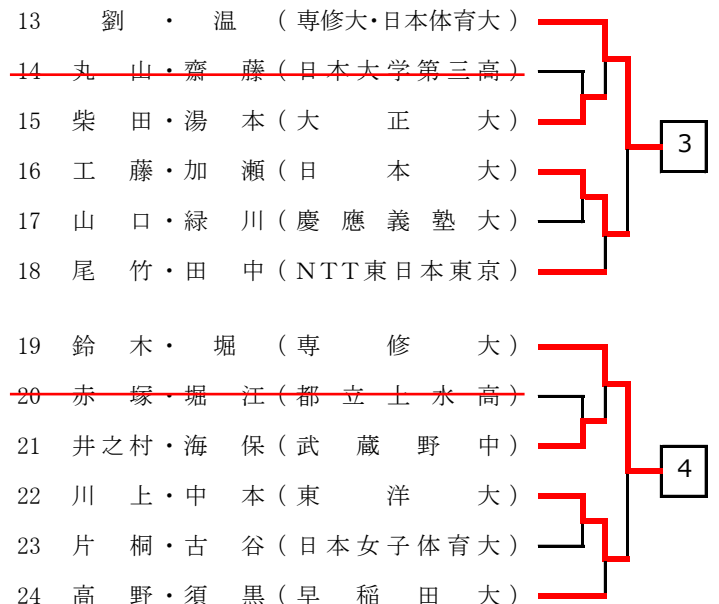 13 劉・温（専修大・日本体育大）
14 丸山・齋藤（日本大学第三高）
15 柴田・湯本（大正大）
3
16 工藤・加瀬（日本大）
17 山口・緑川（慶應義塾大）
18 尾竹・田中（NTT東日本東京）
19 鈴木・堀（専修大）
20 赤塚・堀江（都立上水高）
21 井之村・海保（武蔵野中）
4
22 川上・中本（東洋大）
23 片桐・古谷（日本女子体育大）
24 高野・須黒（早稲田大）